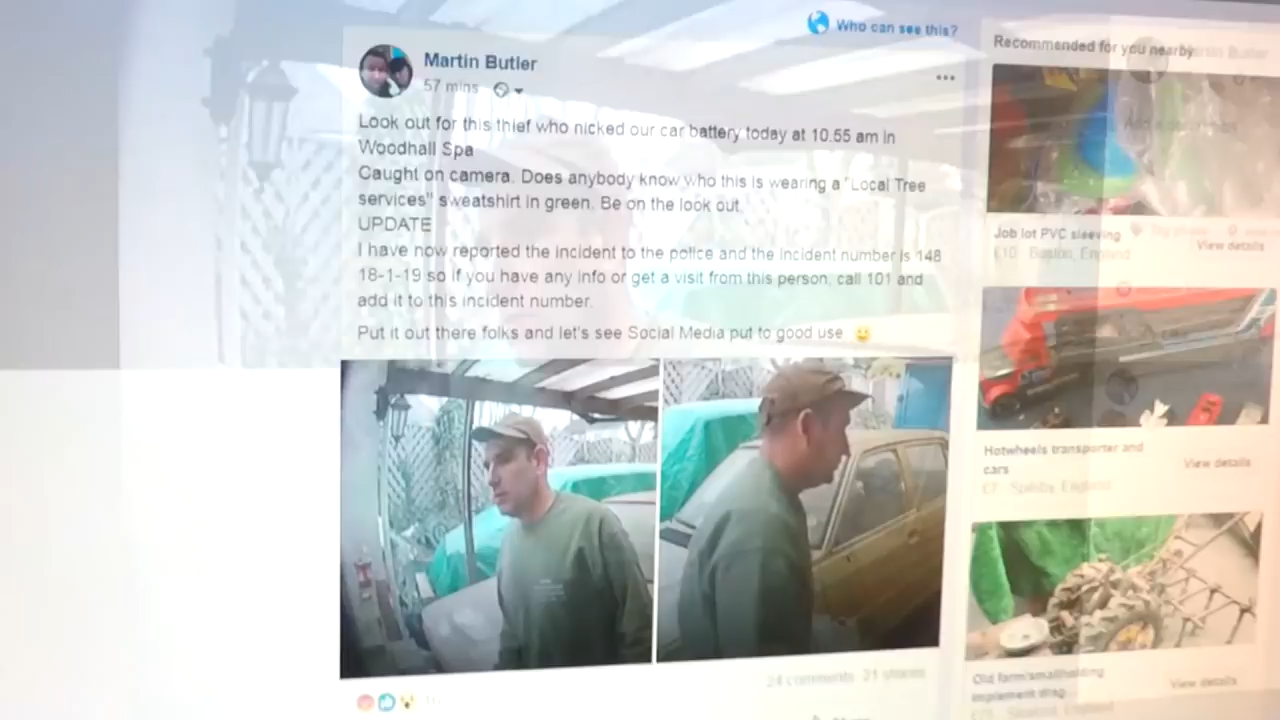 Who can see this?
Martin Butler
57 mins
Look out for this thief who nicked our car battery today at 10.55 am in
Woodhall Spa
Caught on camera. Does anybody know who this is wearing a "Local Tree
services" sweatshirt in green. Be on the look out.
UPDATE
I have now reported the incident to the police and the incident number is 148
18-1-19 so if you have any info or get a visit from this person, call 101 and
add it to this incident number.
Put it out there folks and let's see Social Media put to good use
24 comments 21 shares
Recommended for you nearby
Job lot PVC sleeving
£10 Boston, England
View details
Hotwheels transporter and
cars
£7 Spilsby, England
View details
Old farm/smallholding
implement drag
View details